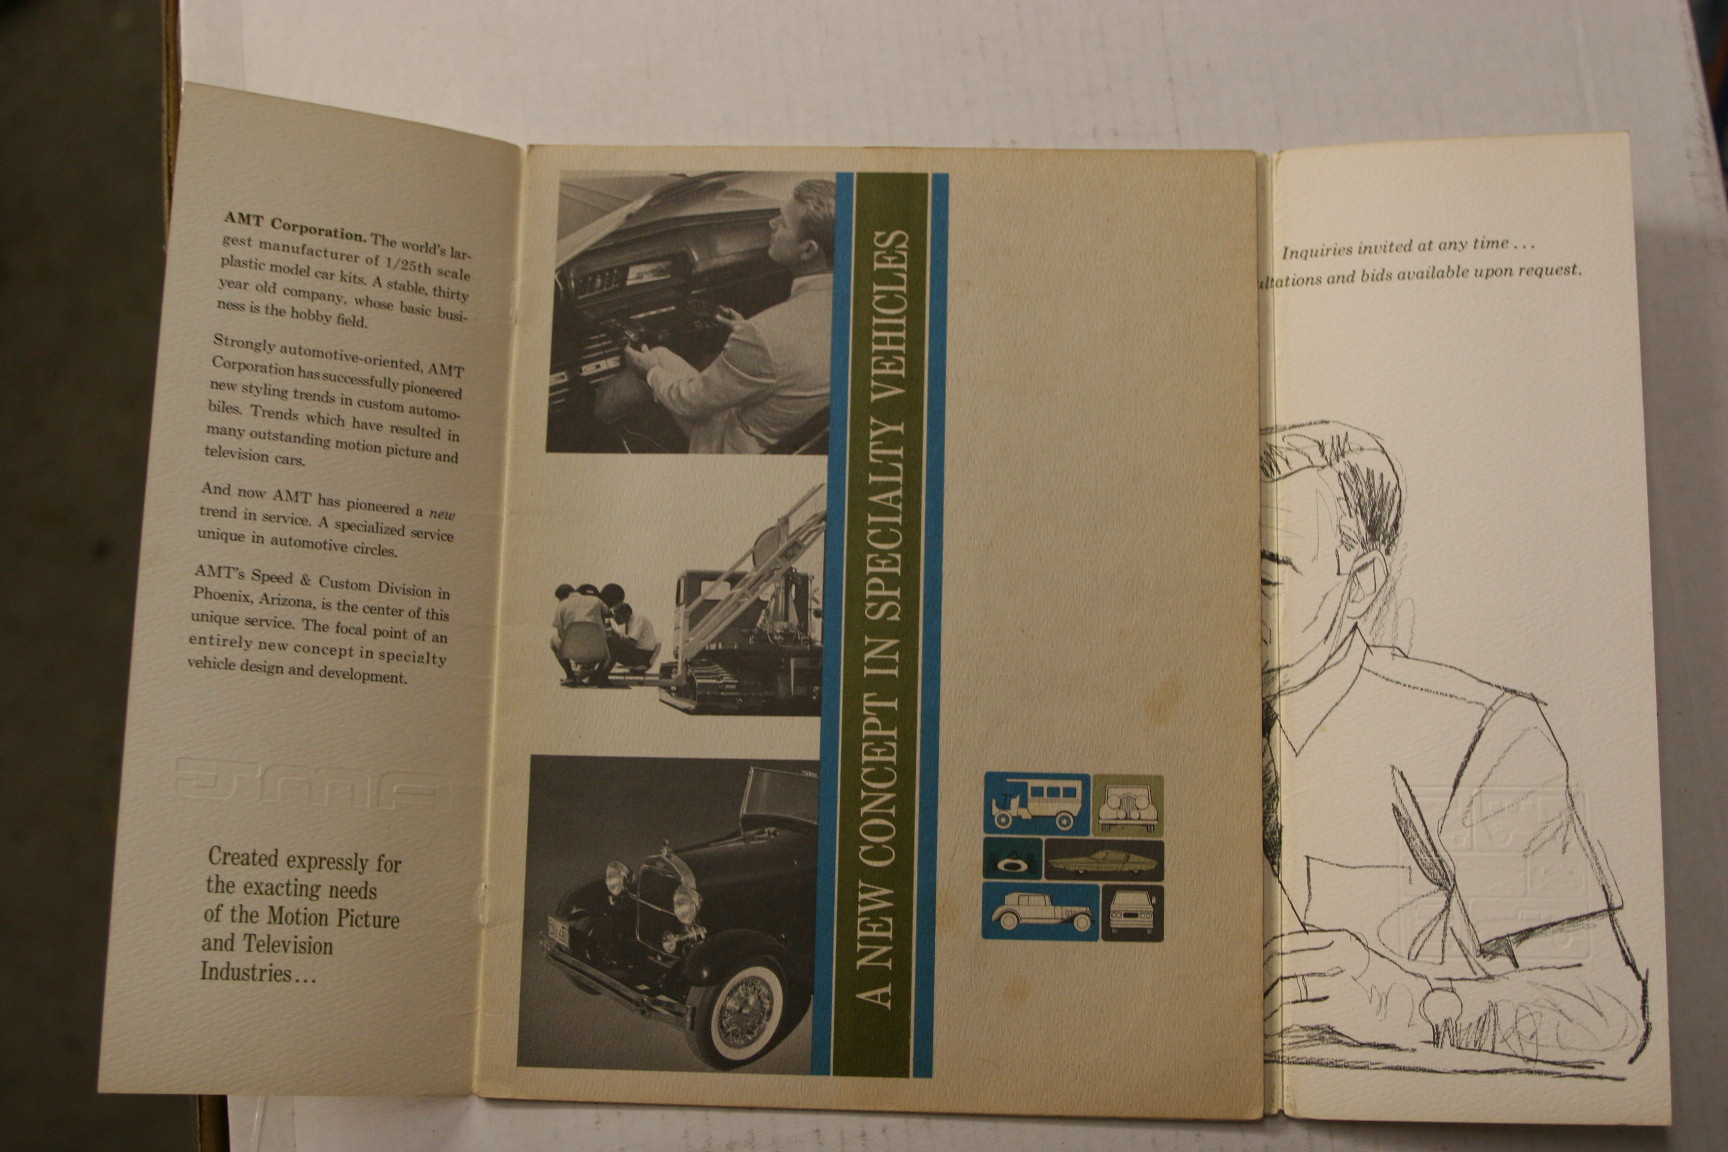 AMT Corporation. The world's lar-
gest manufacturer of 1/25th scale
plastic model car kits. A stable, thirty
year old company, whose basic busi-
ness is the hobby field.
Strongly automotive-oriented, AMT
Corporation has successfully pioneered
new styling trends in custom automo-
biles. Trends which have resulted in
many outstanding motion picture and
television cars.
And now AMT has pioneered a new
trend in service. A specialized service
unique in automotive circles.
AMT's Speed & Custom Division in
Phoenix, Arizona, is the center of this
unique service. The focal point of an
entirely new concept in specialty
vehicle design and development.
Created expressly for
the exacting needs
of the Motion Picture
and Television
Industries...
A NEW CONCEPT IN SPECIALTY VEHICLES
Inquiries invited at any time...
ultations and bids available upon request.